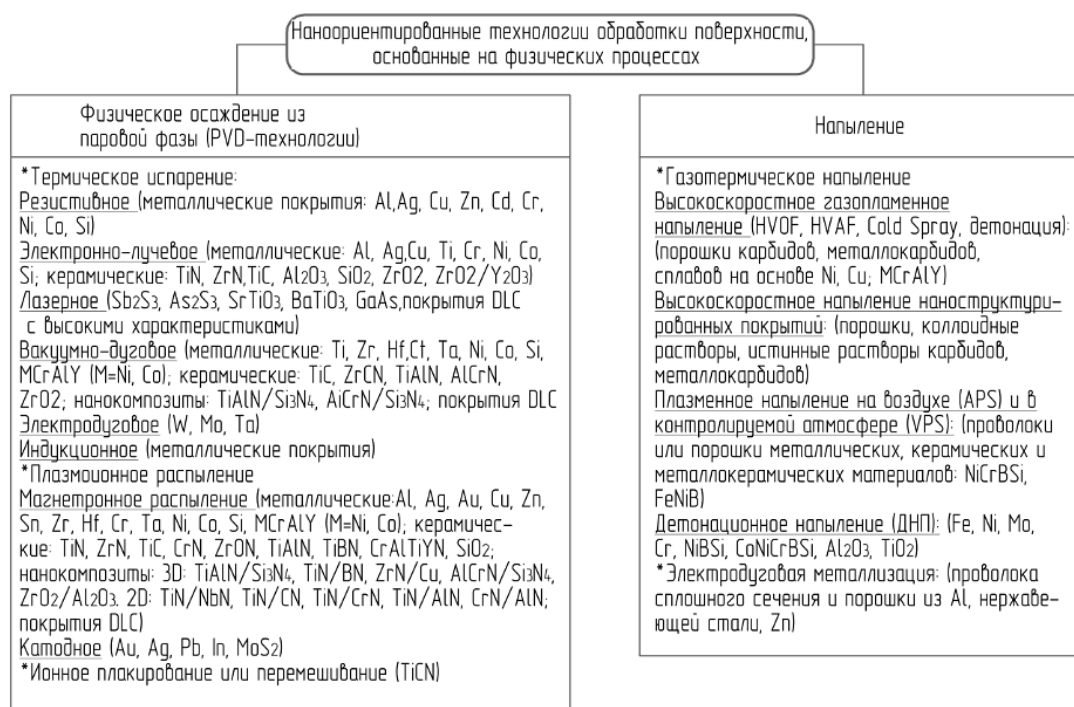 Наноориентированные технологии обработки поверхности,
основанные на физических процессах
Физическое осаждение из
паровой фазы (PVD-технологии)
*Термическое испарение:
Резистивное (металлические покрытия: Al,Ag, Cu, Zn, Cd, Cr,
Ni, Co, Si)
Электронно-лучевое (металлические: Al, Ag,Cu, Ti, Cr, Ni, Co,
Si; керамические: TiN, ZrN,TiC, Al2O3, SiO2, ZrO2, ZrO2/Y2O3)
Лазерное (Sb2S3, As2S3, SrTiO3, BaTiO3, GaAs,покрытия DLC
с высокими характеристиками)
Вакуумно-дуговое (металлические: Ti, Zr, Hf,Ct, Ta, Ni, Co, Si,
MCrAlY (M=Ni, Co); керамические: TiC, ZrCN, TiAlN, AlCrN,
ZrO2; нанокомпозиты: TiAlN/Si3N4, AiCrN/Si3N4; покрытия DLC
Электродуговое (W, Mo, Ta)
Индукционное (металлические покрытия)
*Плазмоионное распыление
Магнетронное распыление (металлические:Al, Ag, Au, Cu, Zn,
Sn, Zr, Hf, Cr, Ta, Ni, Co, Si, MCrAlY (M=Ni, Co); керамичес-
кие: TiN, ZrN, TiC, CrN, ZrON, TiAlN, TiBN, CrAlTiYN, SiO2;
нанокомпозиты: 3D: TiAlN/Si3N4, TiN/BN, ZrN/Cu, AlCrN/Si3N4,
ZrO2/Al2O3. 2D: TiN/NbN, TiN/CN, TiN/CrN, TiN/AlN, CrN/AlN;
покрытия DLC)
Катодное (Au, Ag, Pb, In, MoS2)
*Ионное плакирование или перемешивание (TiCN)
Напыление
*Газотермическое напыление
Высокоскоростное газопламенное
напыление (HVOF, HVAF, Cold Spray, детонация):
(порошки карбидов, металлокарбидов,
сплавов на основе Ni, Cu; MCrAlY)
Высокоскоростное напыление наноструктури-
рованных покрытий: (порошки, коллоидные
растворы, истинные растворы карбидов,
металлокарбидов)
Плазменное напыление на воздухе (APS) и в
контролируемой атмосфере (VPS): (проволоки
или порошки металлических, керамических и
металлокерамических материалов: NiCrBSi,
FeNiB)
Детонационное напыление (ДНП): (Fe, Ni, Mo,
Cr, NiBSi, CoNiCrBSi, Al2O3, TiO2)
*Электродуговая металлизация: (проволока
сплошного сечения и порошки из Al, нержаве-
ющей стали, Zn)